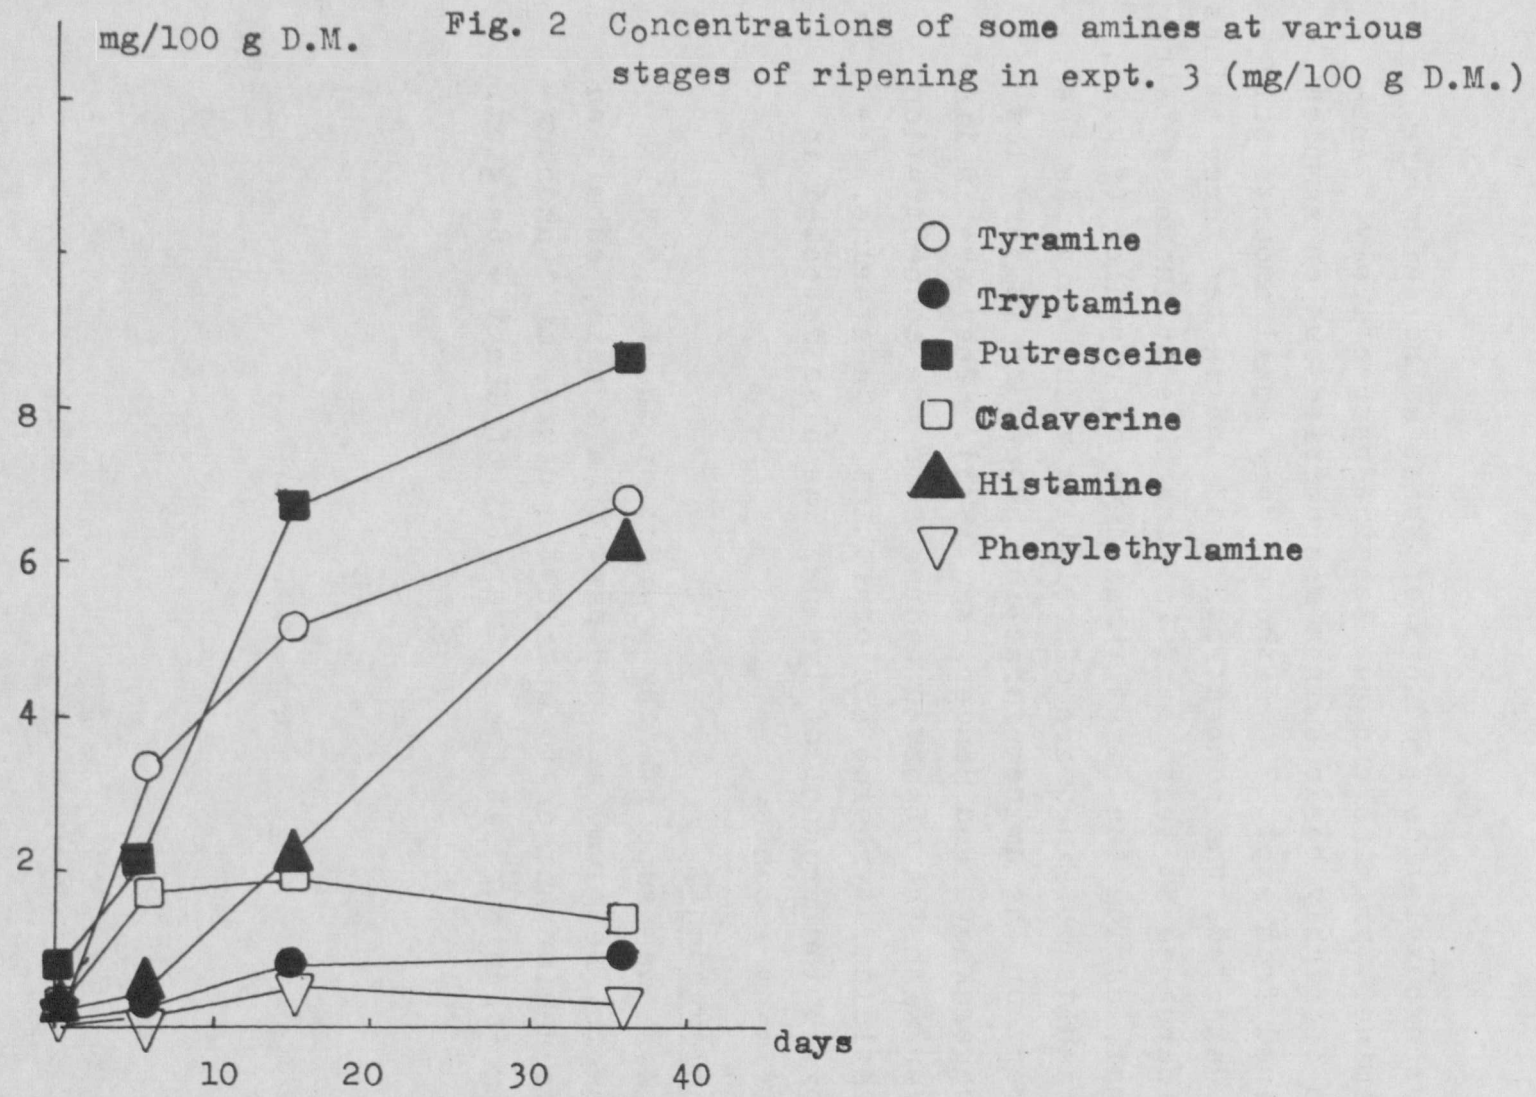 mg/100 g D.M.
Fig. 2 Concentrations of some amines at various
stages of ripening in expt. 3 (mg/100 g D.M.)
Tyramine
Tryptamine
Putresceine
Cadaverine
Histamine
Phenylethylamine
8
6
4
2
days
10 20 30 40